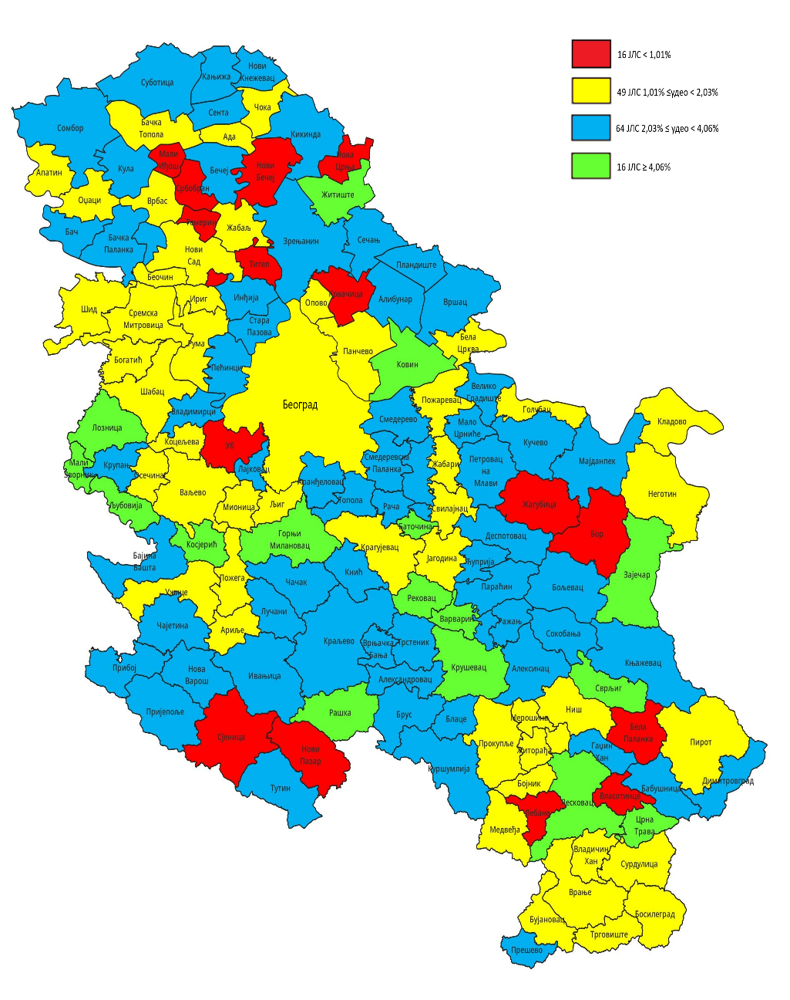 16 ЈЛС < 1,01%
49 ЈЛС 1,01% ≤удео < 2,03%
64 ЈЛС 2,03% ≤ удео < 4,06%
16 ЈЛС ≥ 4,06%
Суботица
Кањижа
Нови
Кнежевац
Сомбор
Бачка
Топола
Сента
Чока
Ада
Кикинда
Апатин
Кула
Мали
Иђош
Бечеј
Нови
Бечеј
Нова
Црња
Оџаци
Врбас
Србобран
Житиште
Бач
Бачка
Паланка
Темерин
Жабаљ
Зрењанин
Сечањ
Нови
Сад
Тител
Пландиште
Беочин
Шид
Сремска
Митровица
Ириг
Инђија
Опово
Ковачица
Алибунар
Вршац
Стара
Пазова
Рума
Панчево
Бела
Црква
Богатић
Пећинци
Ковин
Шабац
Београд
Владимирци
Пожаревац
Велико
Градиште
Голубац
Кладово
Лозница
Коцељева
Уб
Смедерево
Мало
Црниће
Кучево
Мајданпек
Мали
Зворник
Крупањ
Осечина
Лајковац
Смедеревска
Паланка
Жабари
Петровац
на
Млави
Ваљево
Аранђеловац
Топола
Рача
Свилајнац
Жагубица
Неготин
Љубовија
Мионица
Љиг
Баточина
Деспотовац
Бор
Косјерић
Горњи
Милановац
Крагујевац
Јагодина
Бајина
Башта
Пожега
Чачак
Кнић
Ћуприја
Зајечар
Ужице
Рековац
Параћин
Бољевац
Чајетина
Ариље
Лучани
Варварин
Ражањ
Сокобања
Краљево
Врњачка
Бања
Трстеник
Прибој
Нова
Варош
Ивањица
Александровац
Крушевац
Алексинац
Књажевац
Сврљиг
Пријепоље
Рашка
Брус
Блаце
Мерошина
Ниш
Сјеница
Нови
Пазар
Прокупље
Житорађа
Гаџин
Хан
Бела
Паланка
Пирот
Куршумлија
Тутин
Бојник
Бабушница
Димитровград
Лебане
Лесковац
Власотинце
Медвеђа
Црна
Трава
Владичин
Хан
Сурдулица
Врање
Бујановац
Босилеград
Трговиште
Прешево